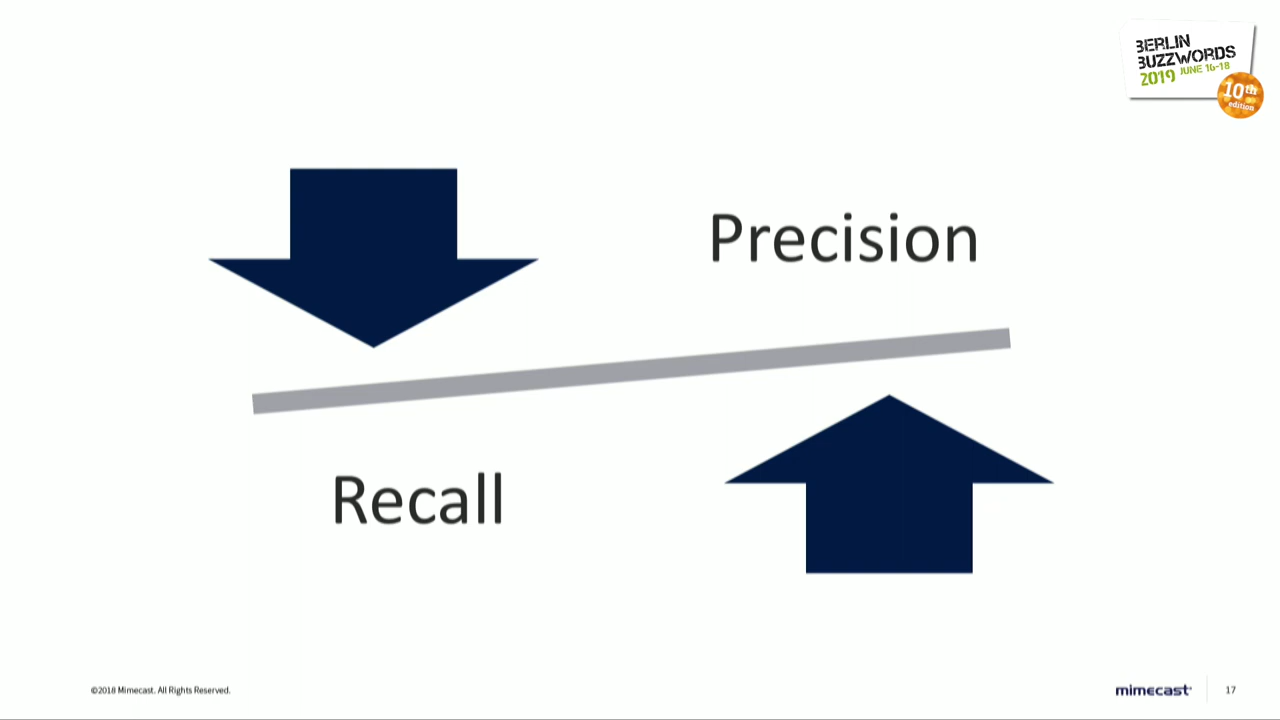 BERLIN
BUZZWORDS
2019 JUNE 16-18
10th
edition
Precision
Recall
©2018 Mimecast. All Rights Reserved.
mimecast
17